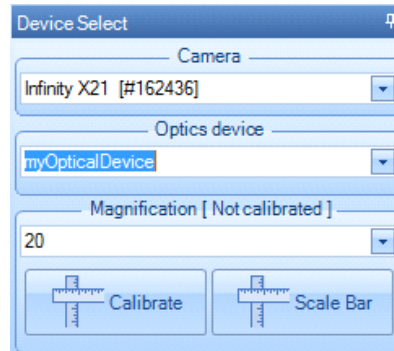 Device Select
Camera
Infinity X21 [#162436]
Optics device
myOpticalDevice
Magnification [ Not calibrated ]
20
Calibrate Scale Bar